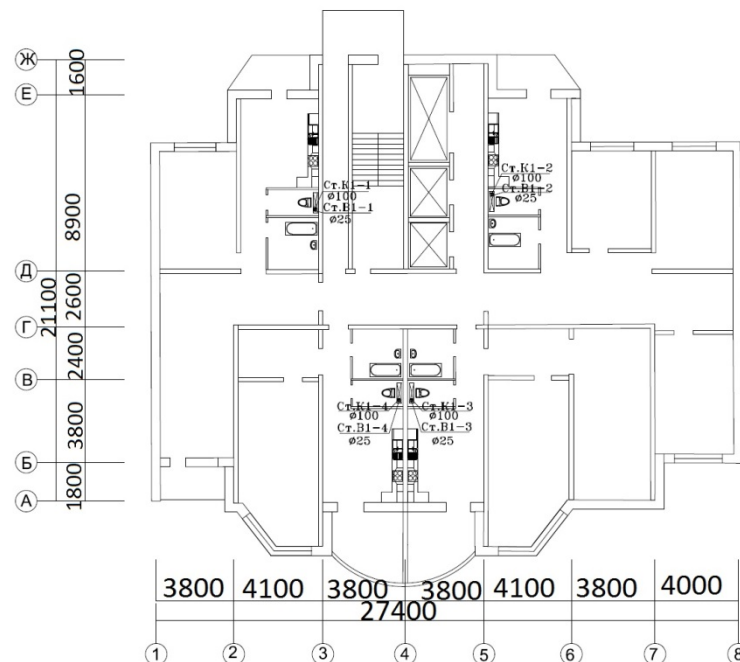 Ж
1600
Е
Ст.К1-2
ø100
Ст.В1-2
ø25
Ст.К1-1
ø100
Ст.В1-1
ø25
8900
Д
21100
2600
Г
2400
В
Ст.К1-4
ø100
Ст.В1-4
ø25
Ст.К1-3
ø100
Ст.В1-3
ø25
3800
Б
1800
А
3800
4100
3800
3800
4100
3800
4000
27400
1
2
3
4
5
6
7
8